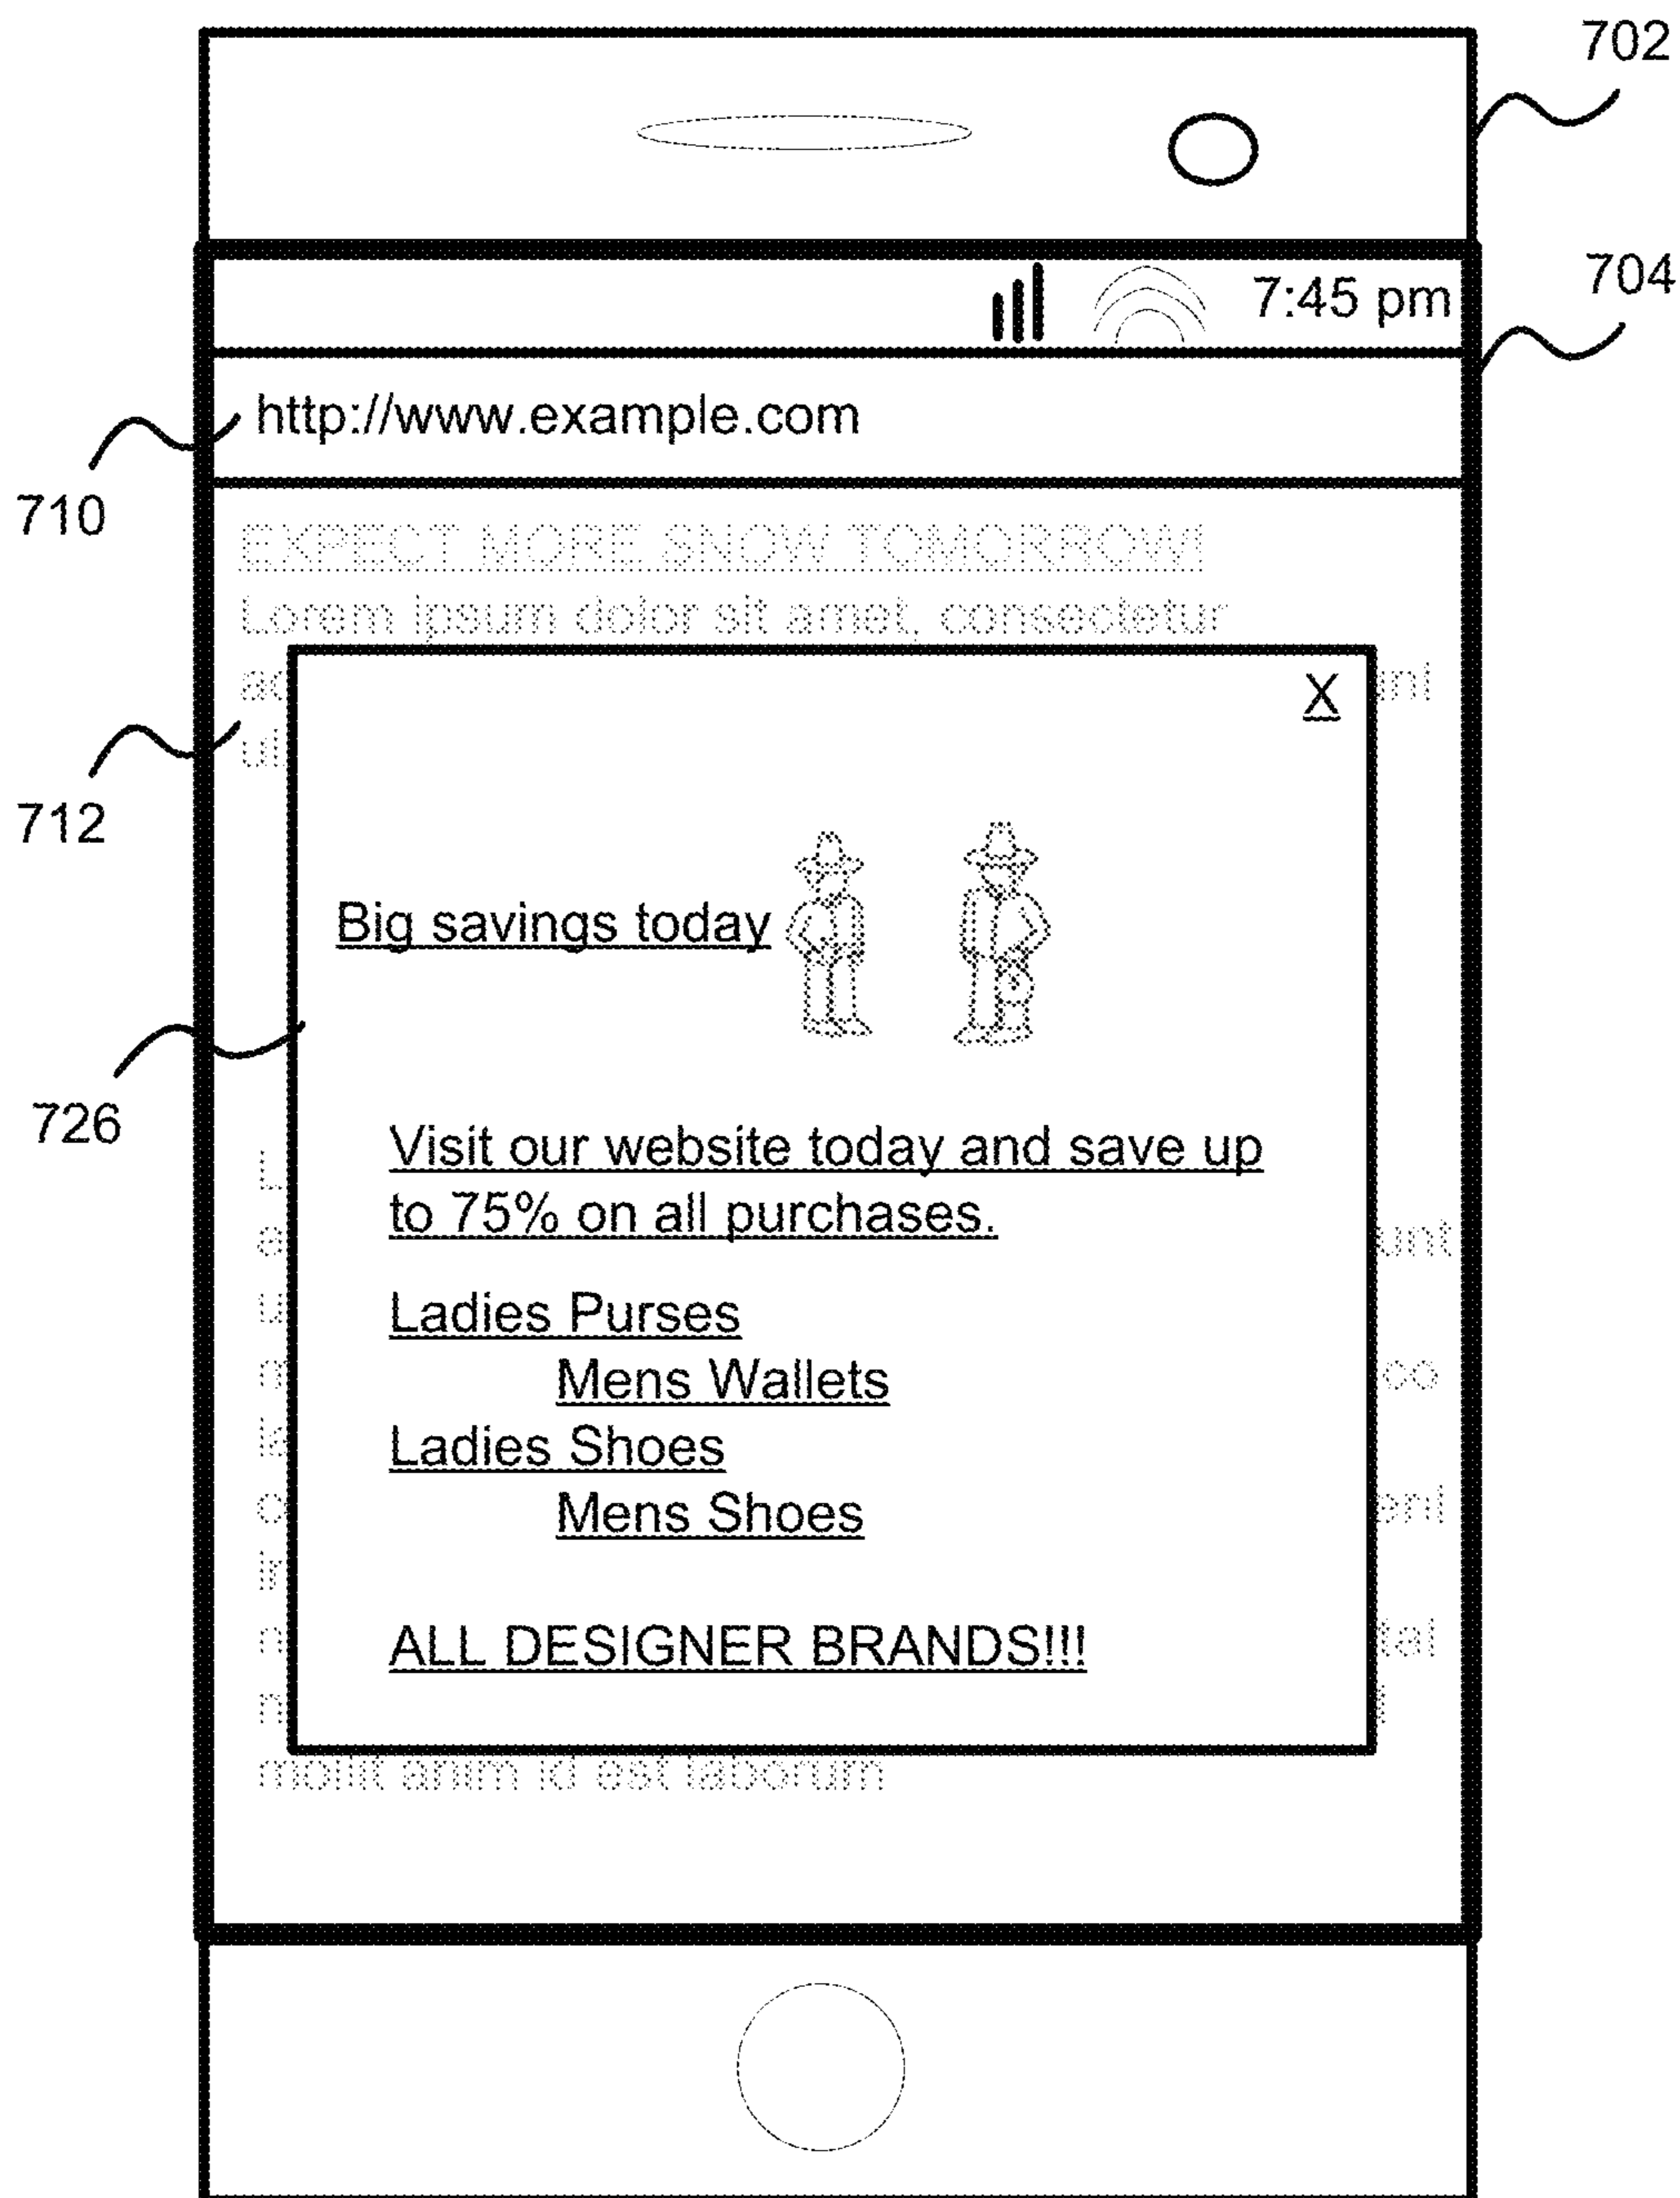 702
704
7:45 pm
http://www.example.com
710
EXPECT MORE SNOW TOMORROW!
Lorem ipsum dolor sit amet, consectetur
X
712
Big savings today
726
Visit our website today and save up
to 75% on all purchases.
Ladies Purses
Mens Wallets
Ladies Shoes
Mens Shoes
ALL DESIGNER BRANDS!!!
mollit anim id est laborum